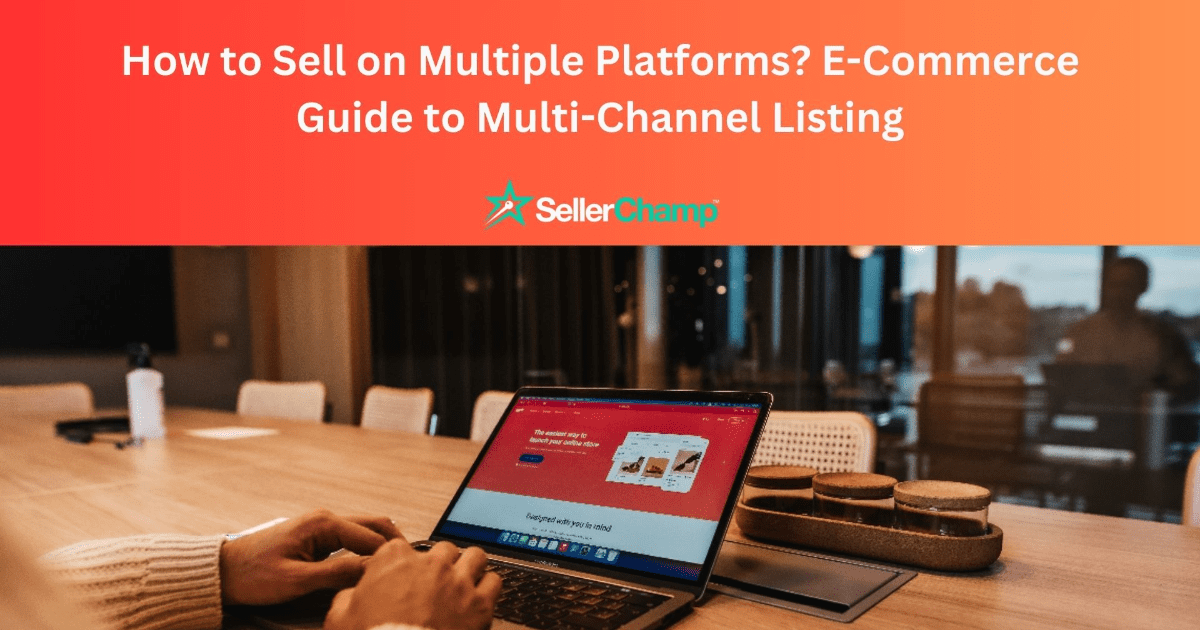 How to Sell on Multiple Platforms? E-Commerce
Guide to Multi-Channel Listing
SellerChamp™
The easiest way to
launch your online store
Designed with you in mind